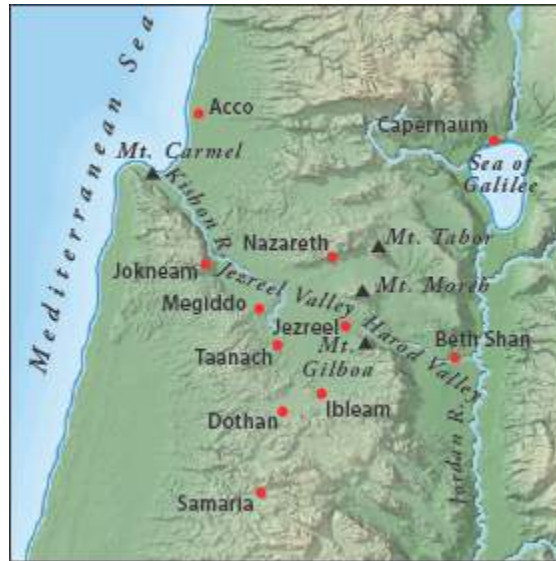 Mediterranean Sea
Acco
Capernaum
Mt. Carmel
Sea of
Galilee
Kishon R.
Nazareth
Mt. Tabor
Jokneam
Jezreel Valley
Mt. Moreh
Megiddo
Jezreel
Harod Valley
Beth Shan
Taanach
Mt.
Gilboa
Ibleam
Dothan
Jordan R.
Samaria